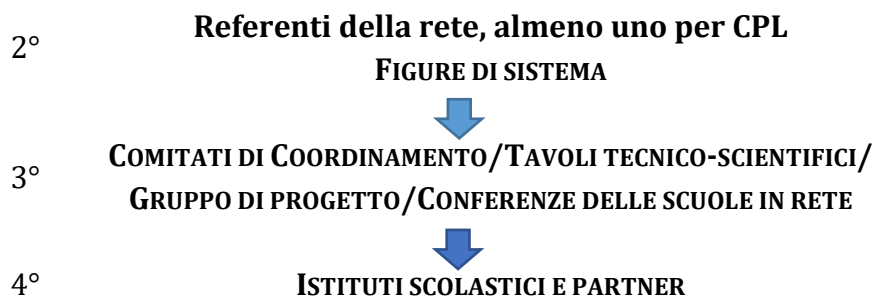 2°
Referenti della rete, almeno uno per CPL
FIGURE DI SISTEMA
3°
COMITATI DI COORDINAMENTO/TAVOLI TECNICO-SCIENTIFICI/
GRUPPO DI PROGETTO/CONFERENZE DELLE SCUOLE IN RETE
4°
ISTITUTI SCOLASTICI E PARTNER